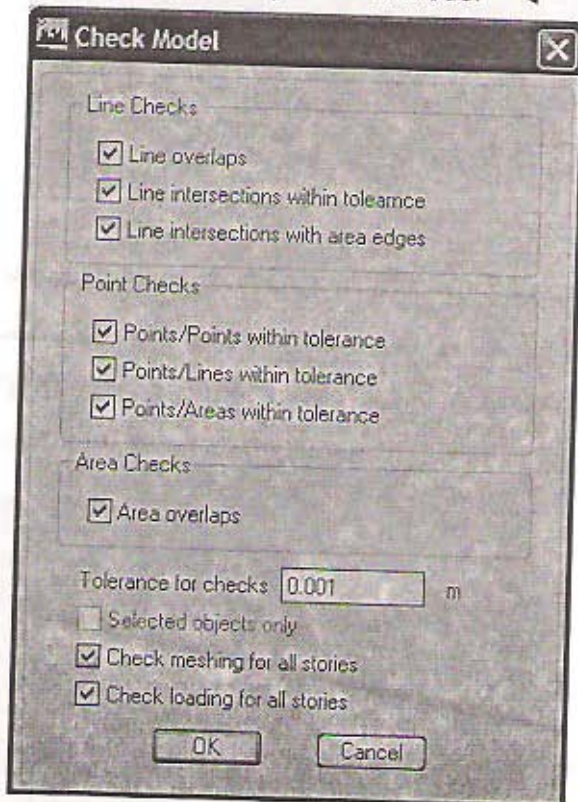 Check Model
Line Checks
Line overlaps
Line intersections within tolearnce
Line intersections with area edges
Point Checks
Points/Points within tolerance
Points/Lines within tolerance
Points/Areas within tolerance
Area Checks
Area overlaps
Tolerance for checks 0.001 m
Selected objects only
Check meshing for all stories
Check loading for all stories
OK Cancel